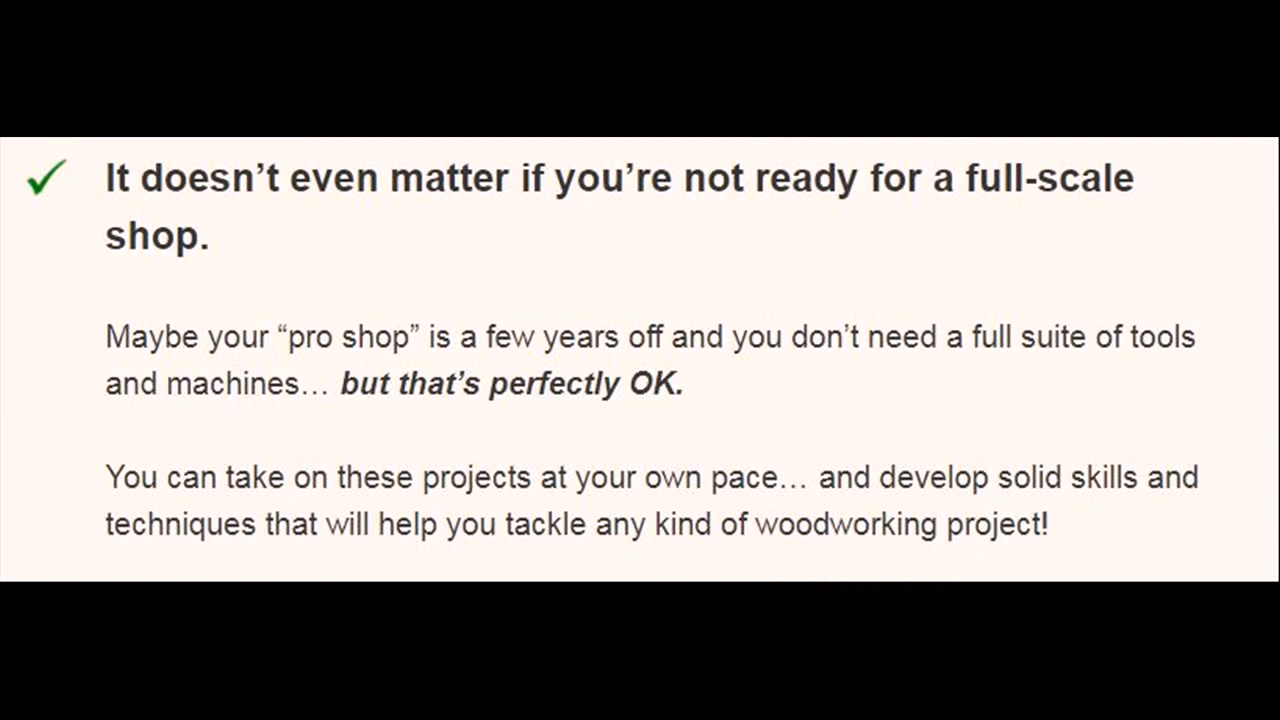 It doesn’t even matter if you’re not ready for a full-scale
shop.
Maybe your “pro shop” is a few years off and you don’t need a full suite of tools
and machines… but that’s perfectly OK.
You can take on these projects at your own pace… and develop solid skills and
techniques that will help you tackle any kind of woodworking project!